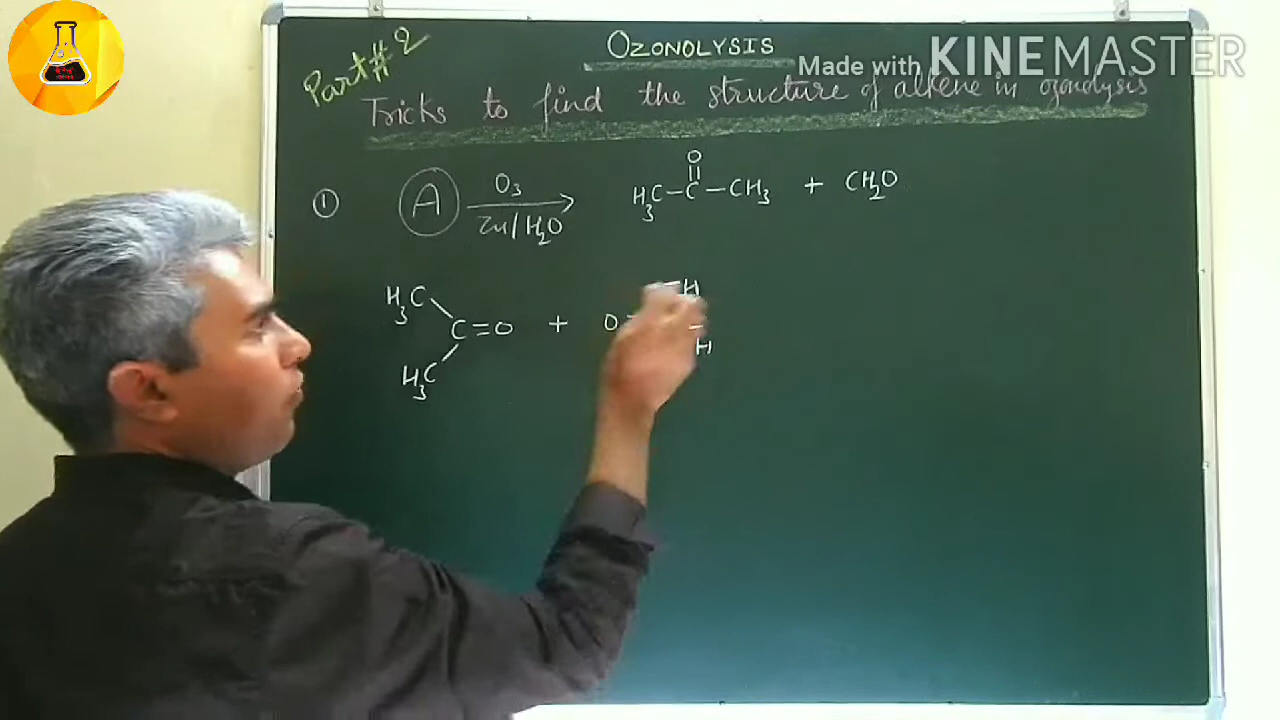 Part # 2
OZONOLYSIS
Made with KINEMASTER
Tricks to find the structure of alkene in ozonolysis
① A O₃ Zn/H₂O → H₃C–C(=O)–CH₃ + CH₂O
H₃C H
C=O + O
H₃C H